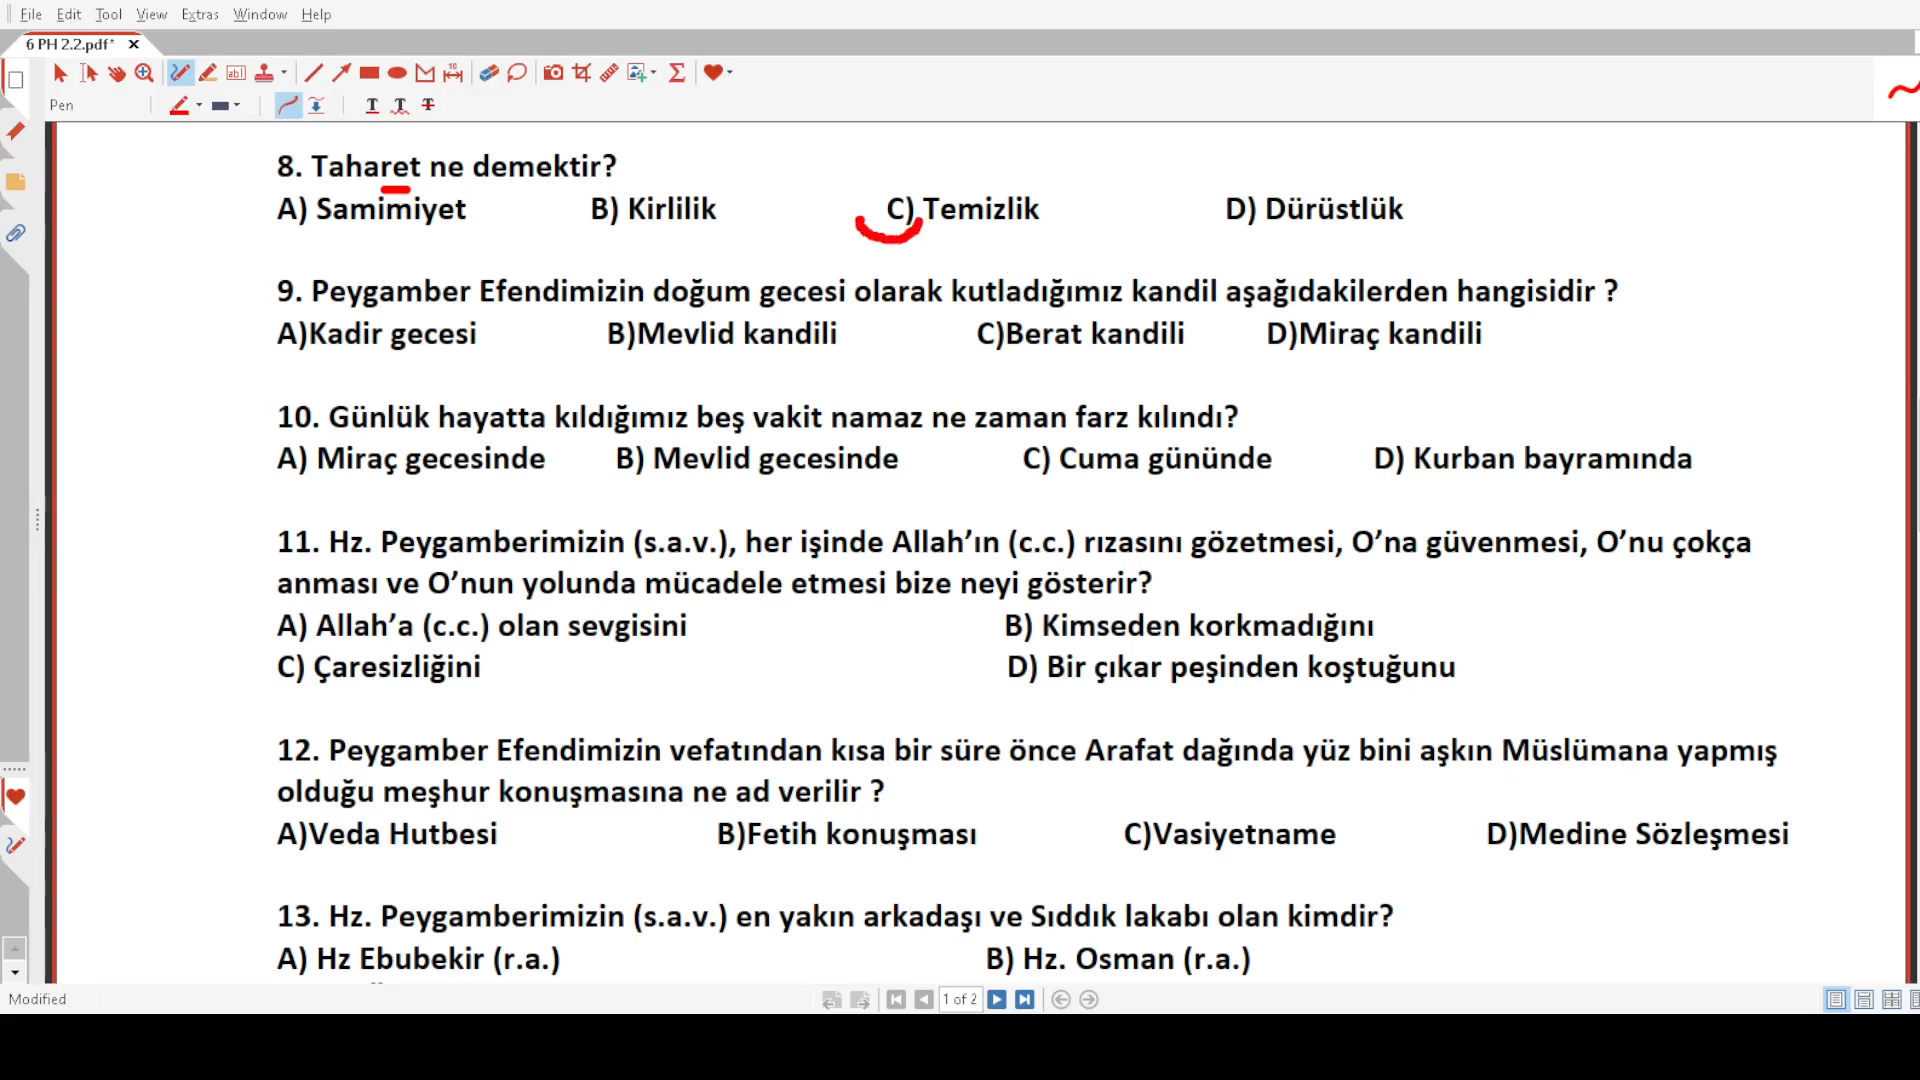 File Edit Tool View Extras Window Help
6 PH 2.2.pdf* X
Pen
8. Taharet ne demektir?
A) Samimiyet B) Kirlilik C) Temizlik D) Dürüstlük
9. Peygamber Efendimizin doğum gecesi olarak kutladığımız kandil aşağıdakilerden hangisidir ?
A)Kadir gecesi B)Mevlid kandili C)Berat kandili D)Miraç kandili
10. Günlük hayatta kıldığımız beş vakit namaz ne zaman farz kılındı?
A) Miraç gecesinde B) Mevlid gecesinde C) Cuma gününde D) Kurban bayramında
11. Hz. Peygamberimizin (s.a.v.), her işinde Allah’ın (c.c.) rızasını gözetmesi, O’na güvenmesi, O’nu çokça
anması ve O’nun yolunda mücadele etmesi bize neyi gösterir?
A) Allah’a (c.c.) olan sevgisini B) Kimseden korkmadığını
C) Çaresizliğini D) Bir çıkar peşinden koştuğunu
12. Peygamber Efendimizin vefatından kısa bir süre önce Arafat dağında yüz bini aşkın Müslümana yapmış
olduğu meşhur konuşmasına ne ad verilir ?
A)Veda Hutbesi B)Fetih konuşması C)Vasiyetname D)Medine Sözleşmesi
13. Hz. Peygamberimizin (s.a.v.) en yakın arkadaşı ve Sıddık lakabı olan kimdir?
A) Hz Ebubekir (r.a.) B) Hz. Osman (r.a.)
Modified 1 of 2